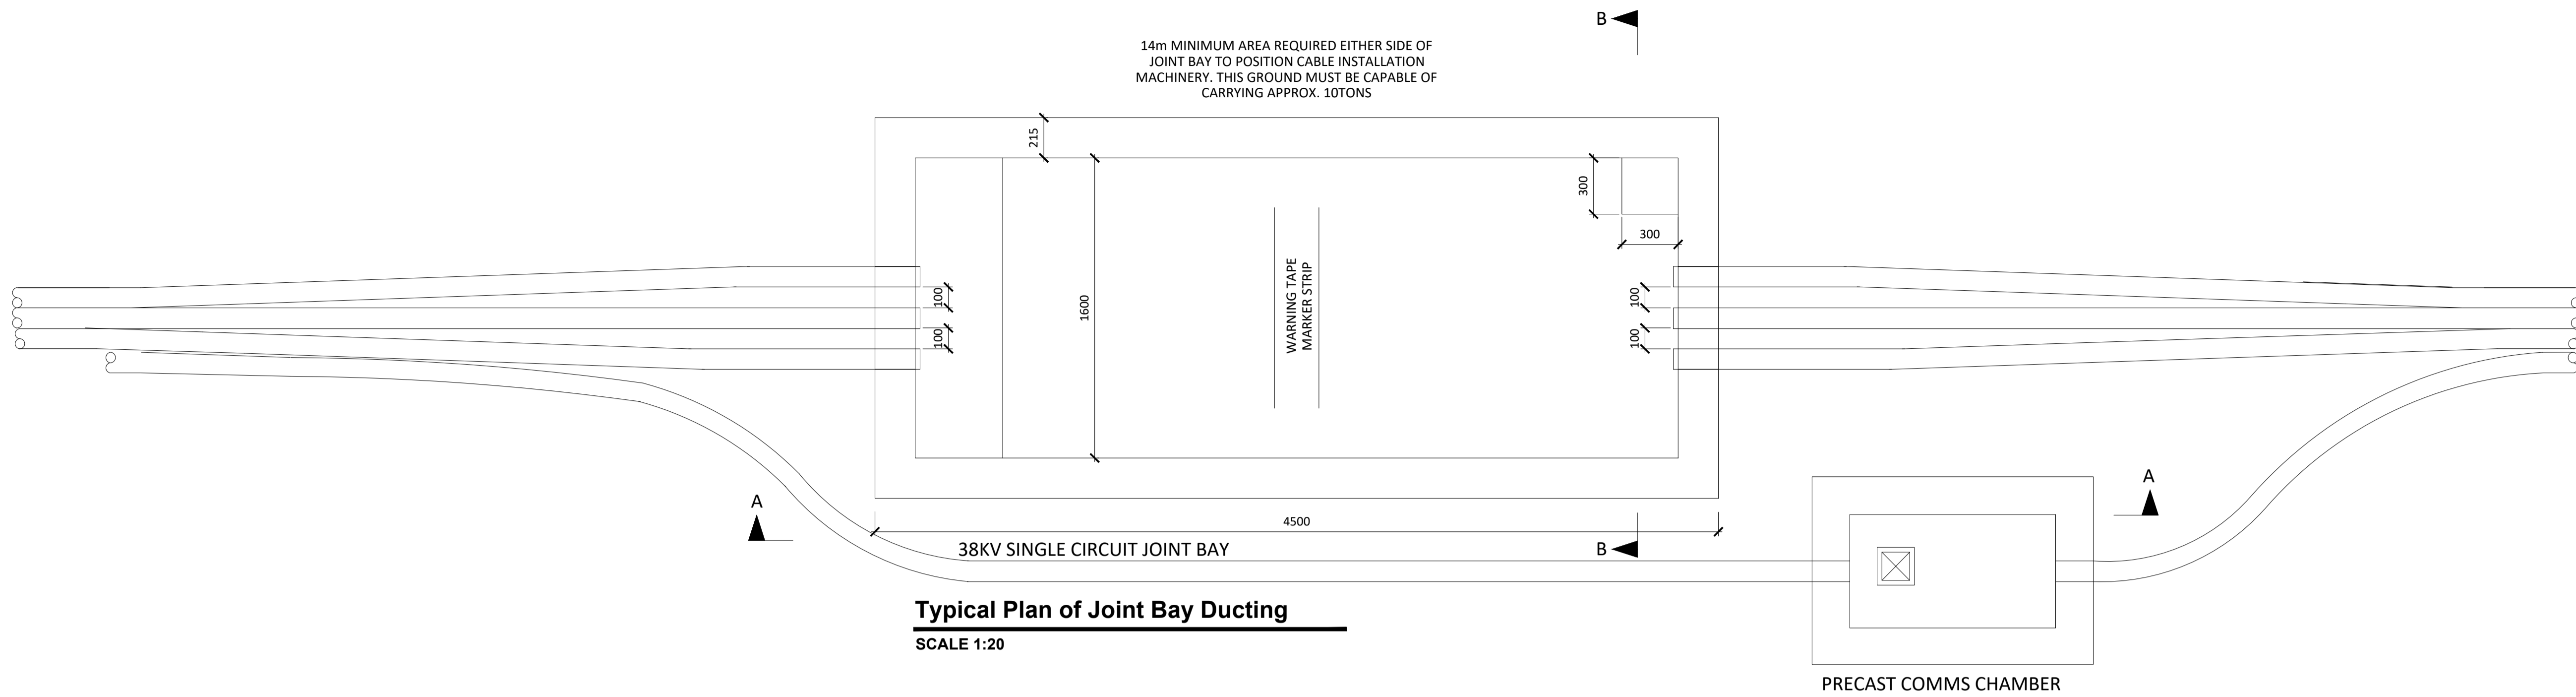 B
14m MINIMUM AREA REQUIRED EITHER SIDE OF
JOINT BAY TO POSITION CABLE INSTALLATION
MACHINERY. THIS GROUND MUST BE CAPABLE OF
CARRYING APPROX. 10TONS
215
300
300
1600
WARNING TAPE
MARKER STRIP
100
100
100
100
A
A
4500
38KV SINGLE CIRCUIT JOINT BAY
B
Typical Plan of Joint Bay Ducting
SCALE 1:20
PRECAST COMMS CHAMBER